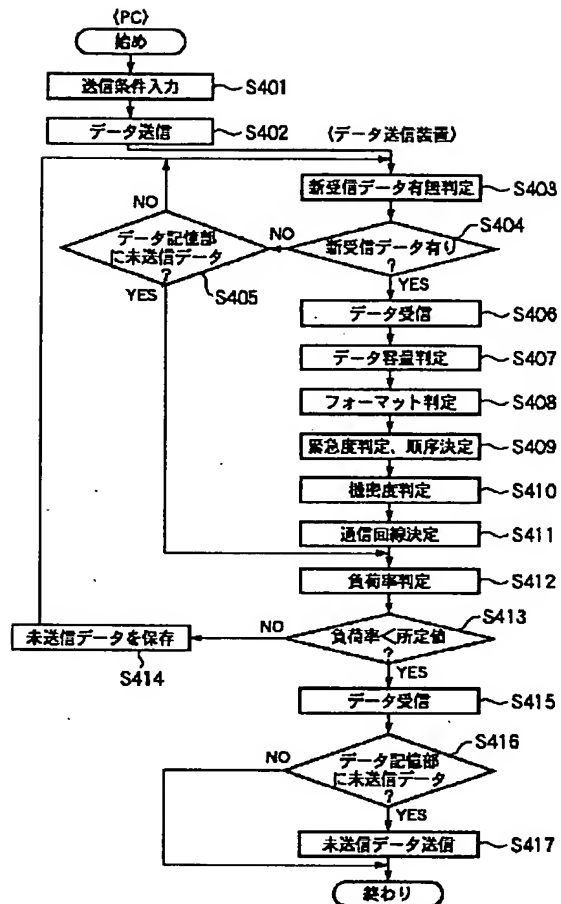 〈PC〉
始め
送信条件入力
S401
データ送信
S402
〈データ送信装置〉
新受信データ有無判定
S403
新受信データ有り
?
S404
NO
YES
データ記憶部
に未送信データ
?
S405
NO
YES
データ受信
S406
データ容量判定
S407
フォーマット判定
S408
緊急度判定、順序決定
S409
機密度判定
S410
通信回線決定
S411
負荷率判定
S412
負荷率<所定値
?
S413
NO
YES
未送信データを保存
S414
データ受信
S415
データ記憶部
に未送信データ
?
S416
NO
YES
未送信データ送信
S417
終わり